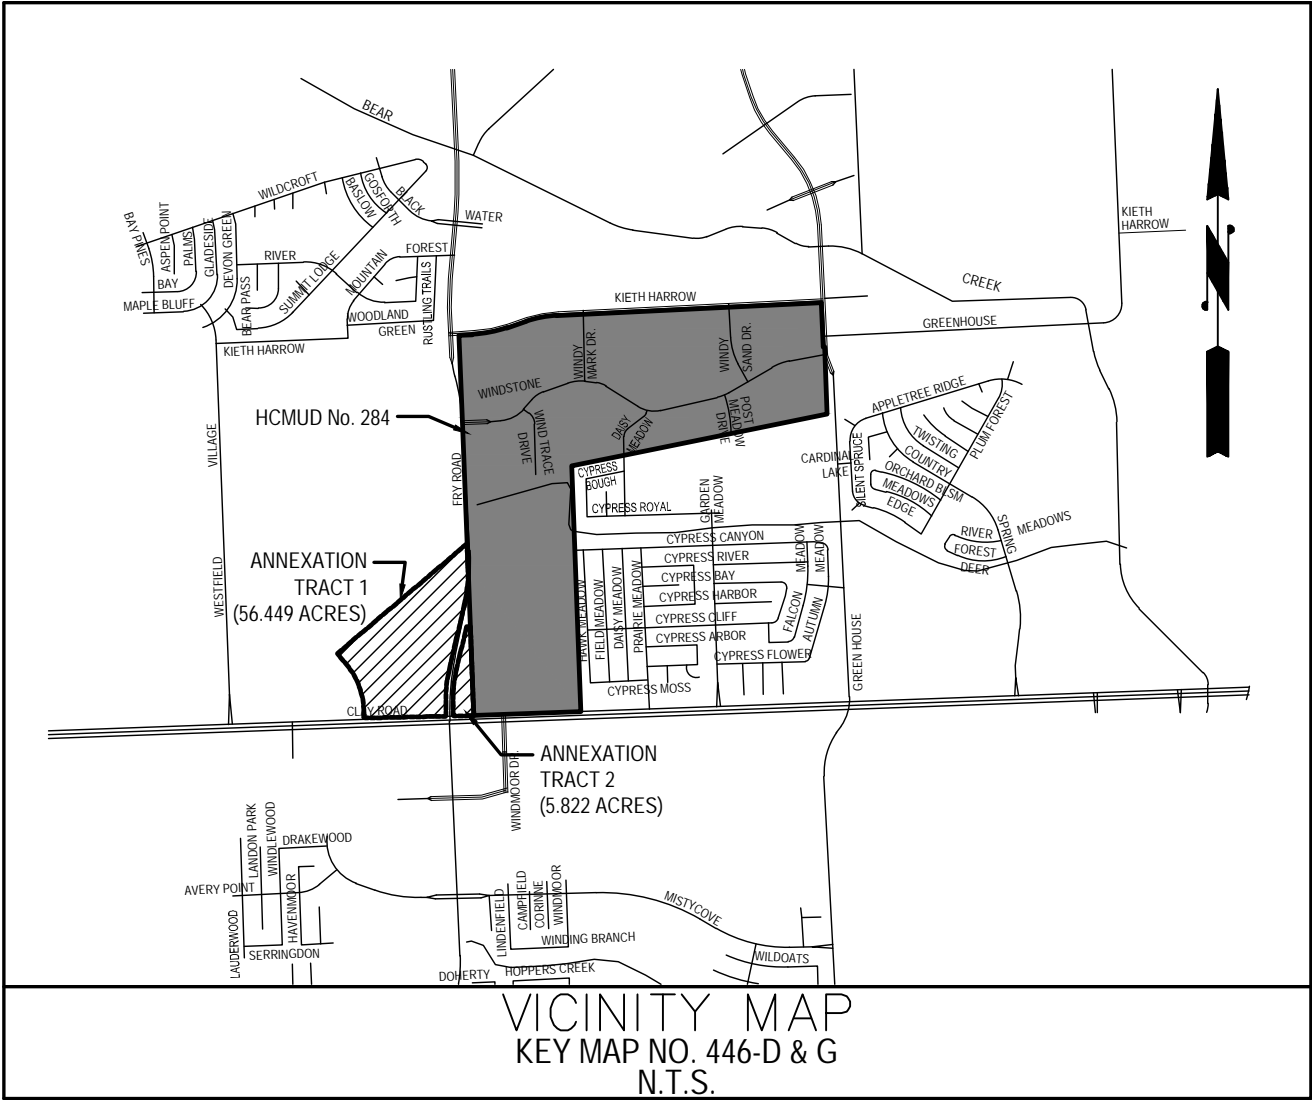 BEAR
WILDCROFT
BASLOW
GOSFORTH
BLACK
WATER
BAY PINES
ASPEN POINT
PALMS
GLADESIDE
DEVON GREEN
RIVER
FOREST
BAY
MAPLE BLUFF
BEAR PASS
SUMMIT LODGE
MOUNTAIN
RUSTLING TRAILS
WOODLAND
GREEN
KIETH HARROW
KIETH
HARROW
CREEK
KIETH HARROW
GREENHOUSE
WINDY
MARK DR.
WINDY
SAND DR.
WINDSTONE
WIND TRACE
DRIVE
DAISY
MEADOW
POST
MEADOW
DRIVE
HCMUD No. 284
VILLAGE
FRY ROAD
WESTFIELD
APPLETREE RIDGE
PLUM FOREST
TWISTING
COUNTRY
CARDINAL
LAKE
SILENT SPRUCE
ORCHARD BLSM
MEADOWS
EDGE
SPRING
MEADOWS
RIVER
FOREST
DEER
CYPRESS
BOUGH
CYPRESS ROYAL
GARDEN
MEADOW
CYPRESS CANYON
CYPRESS RIVER
CYPRESS BAY
CYPRESS HARBOR
CYPRESS CLIFF
CYPRESS ARBOR
CYPRESS FLOWER
CYPRESS MOSS
HAWK MEADOW
FIELD MEADOW
DAISY MEADOW
PRAIRIE MEADOW
MEADOW
MEADOW
FALCON
AUTUMN
GREEN HOUSE
ANNEXATION
TRACT 1
(56.449 ACRES)
CLAY ROAD
ANNEXATION
TRACT 2
(5.822 ACRES)
WINDMOOR DR.
LANDON PARK
WINDLEWOOD
DRAKEWOOD
AVERY POINT
HAVENMOOR
LAUDERWOOD
SERRINGDON
LINDENFIELD
CAMPFIELD
CORINNE
WINDMOOR
MISTYCOVE
WINDING BRANCH
WILDOATS
DOHERTY
HOPPERS CREEK
VICINITY MAP
KEY MAP NO. 446-D & G
N.T.S.